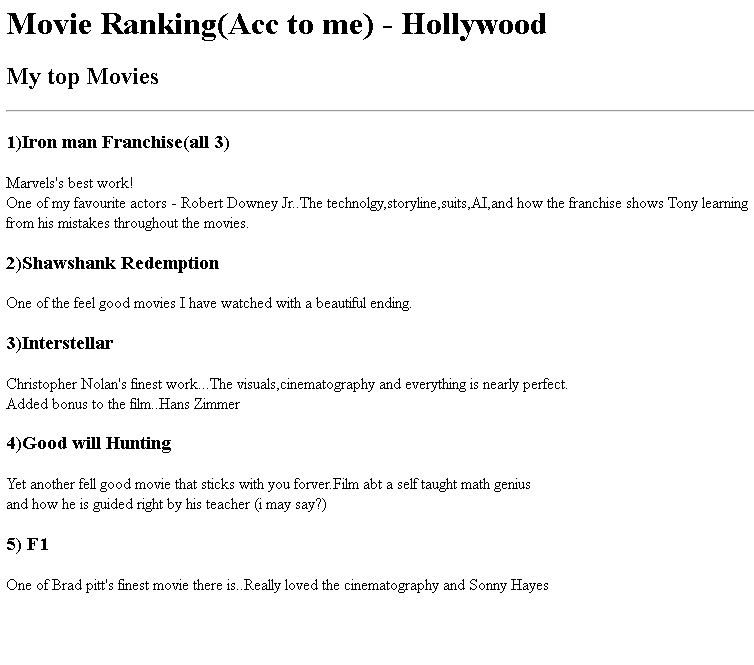 Movie Ranking(Acc to me) - Hollywood
My top Movies
1)Iron man Franchise(all 3)
Marvels's best work!
One of my favourite actors - Robert Downey Jr..The technolgy,storyline,suits,AI,and how the franchise shows Tony learning
from his mistakes throughout the movies.
2)Shawshank Redemption
One of the feel good movies I have watched with a beautiful ending.
3)Interstellar
Christopher Nolan's finest work...The visuals,cinematography and everything is nearly perfect.
Added bonus to the film..Hans Zimmer
4)Good will Hunting
Yet another fell good movie that sticks with you forver.Film abt a self taught math genius
and how he is guided right by his teacher (i may say?)
5) F1
One of Brad pitt's finest movie there is..Really loved the cinematography and Sonny Hayes